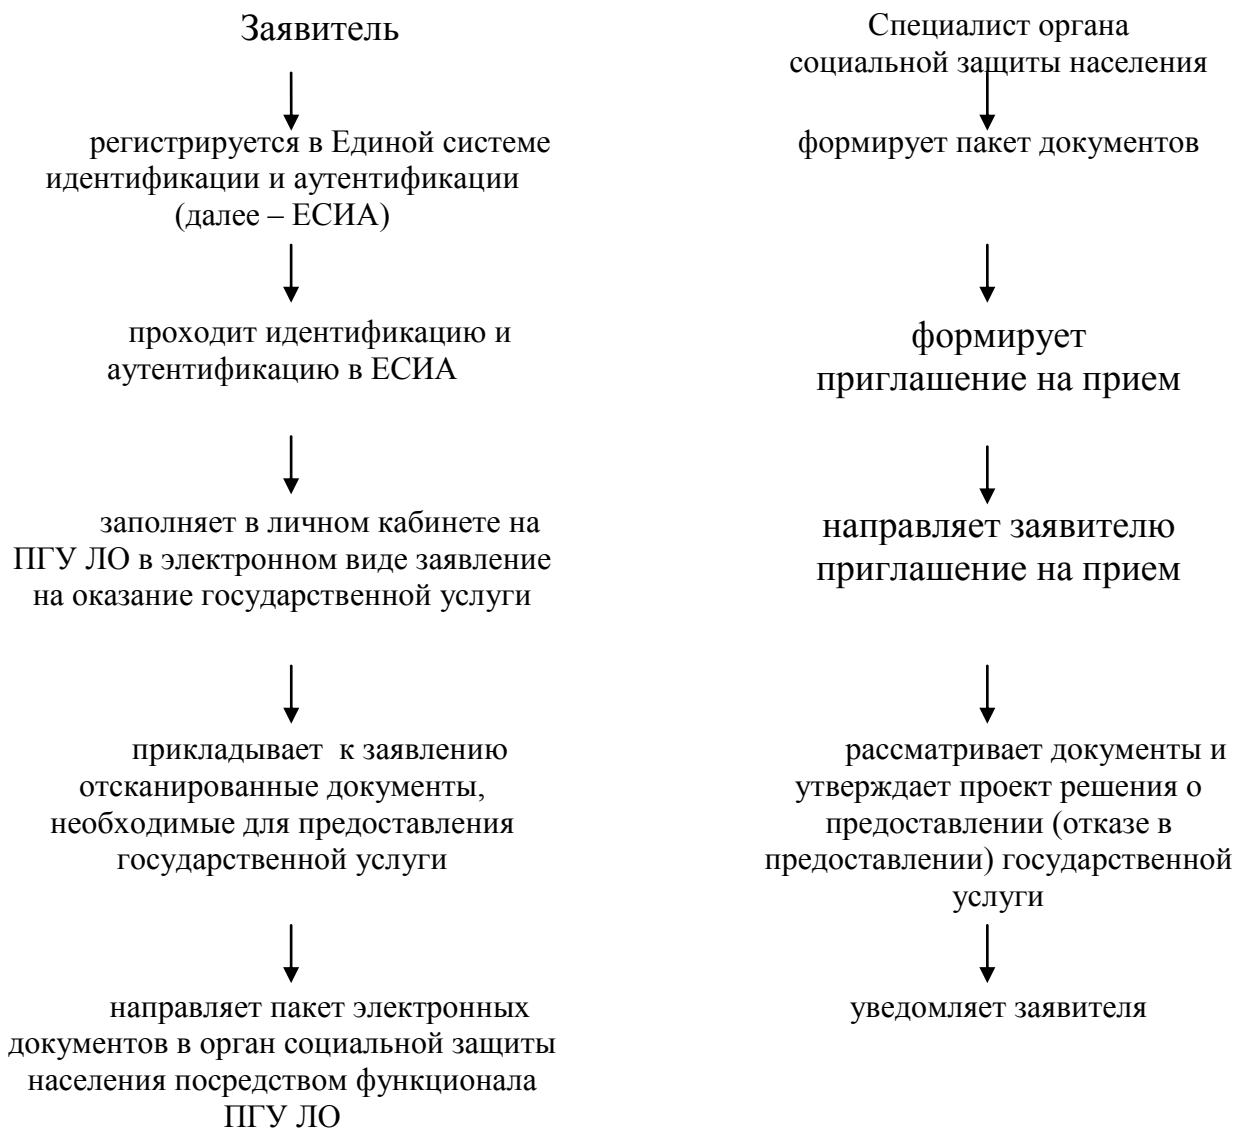 Заявитель
регистрируется в Единой системе
идентификации и аутентификации
(далее – ЕСИА)
проходит идентификацию и
аутентификацию в ЕСИА
заполняет в личном кабинете на
ПГУ ЛО в электронном виде заявление
на оказание государственной услуги
прикладывает к заявлению
отсканированные документы,
необходимые для предоставления
государственной услуги
направляет пакет электронных
документов в орган социальной защиты
населения посредством функционала
ПГУ ЛО
Специалист органа
социальной защиты населения
формирует пакет документов
формирует
приглашение на прием
направляет заявителю
приглашение на прием
рассматривает документы и
утверждает проект решения о
предоставлении (отказе в
предоставлении) государственной
услуги
уведомляет заявителя